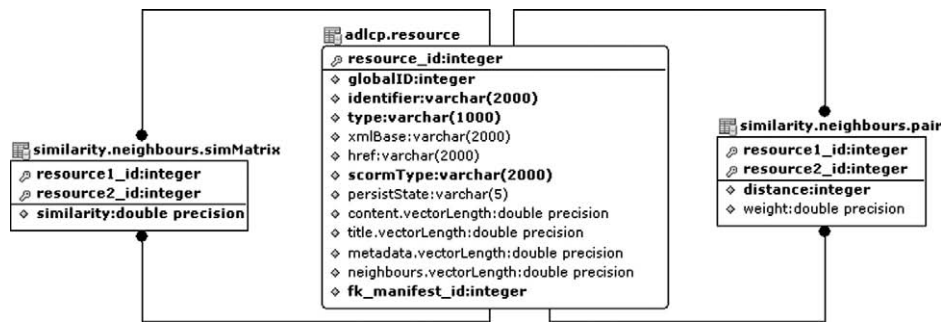 adlcp.resource
resource_id:integer
globalID:integer
identifier:varchar(2000)
type:varchar(1000)
xmlBase:varchar(2000)
href:varchar(2000)
scormType:varchar(2000)
persistState:varchar(5)
content.vectorLength:double precision
title.vectorLength:double precision
metadata.vectorLength:double precision
neighbours.vectorLength:double precision
fk_manifest_id:integer
similarity.neighbours.simMatrix
resource1_id:integer
resource2_id:integer
similarity:double precision
similarity.neighbours.pair
resource1_id:integer
resource2_id:integer
distance:integer
weight:double precision